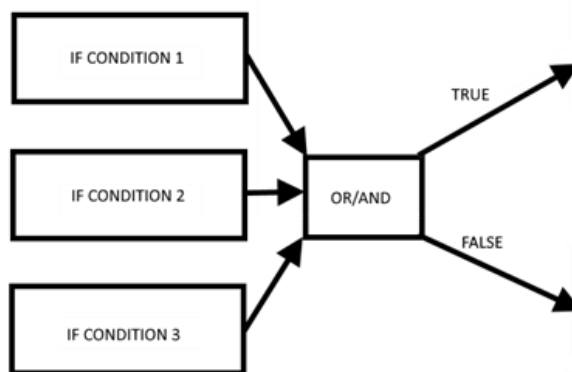 IF CONDITION 1
TRUE
IF CONDITION 2
OR/AND
FALSE
IF CONDITION 3